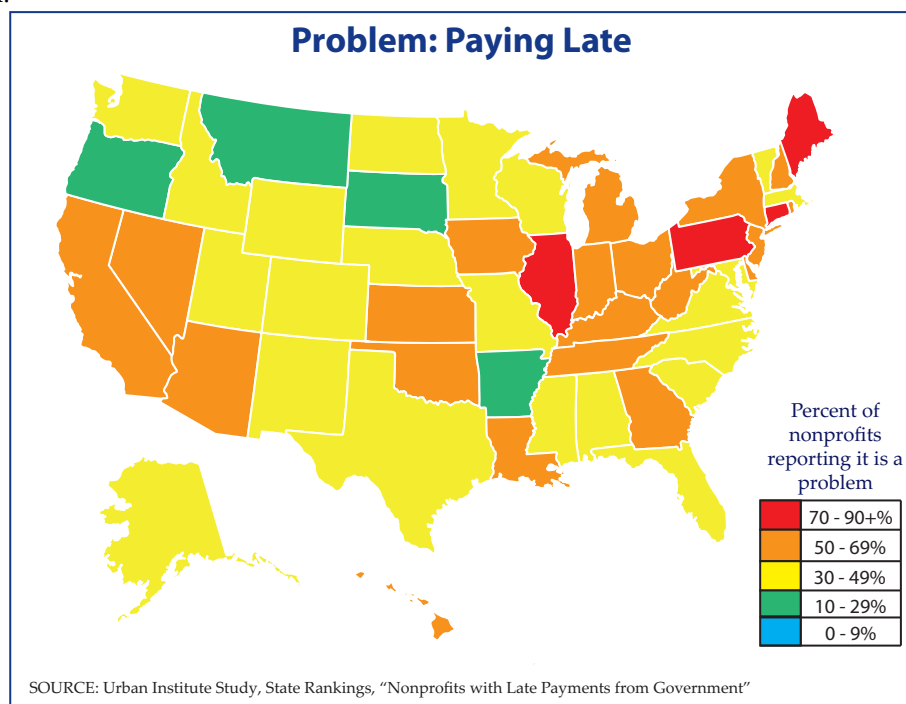 Problem: Paying Late
Percent of
nonprofits
reporting it is a
problem
70 - 90+%
50 - 69%
30 - 49%
10 - 29%
0 - 9%
SOURCE: Urban Institute Study, State Rankings, “Nonprofits with Late Payments from Government”